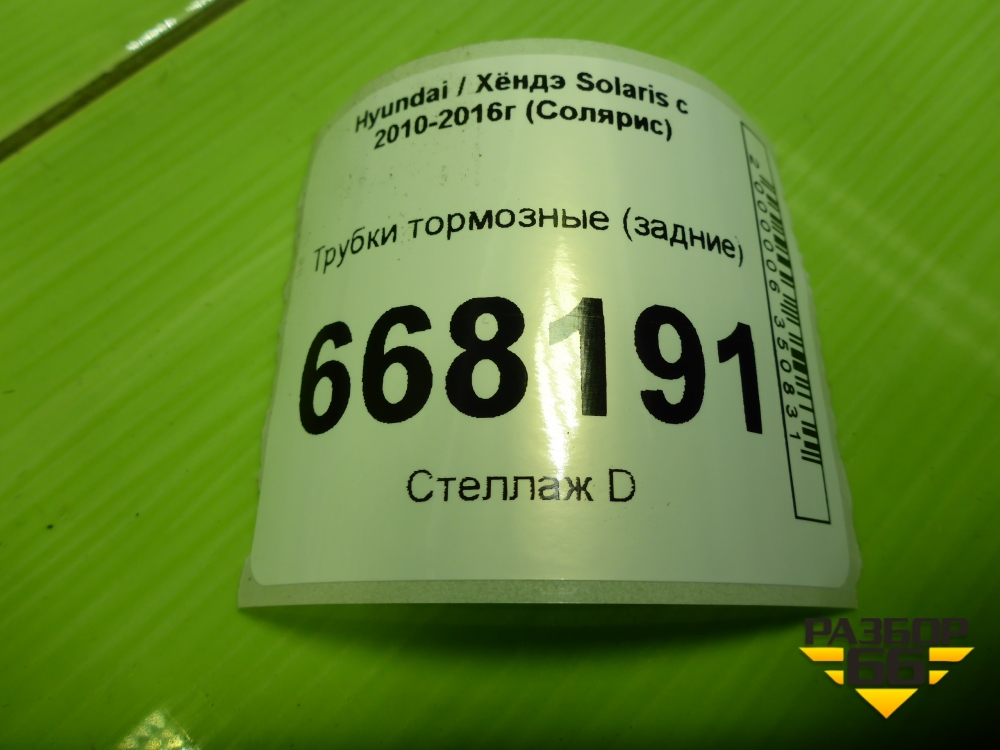 Hyundai / Хёндэ Solaris с
2010-2016г (Солярис)
Трубки тормозные (задние)
668191
Стеллаж D
2000006350831
РАЗБОР
66